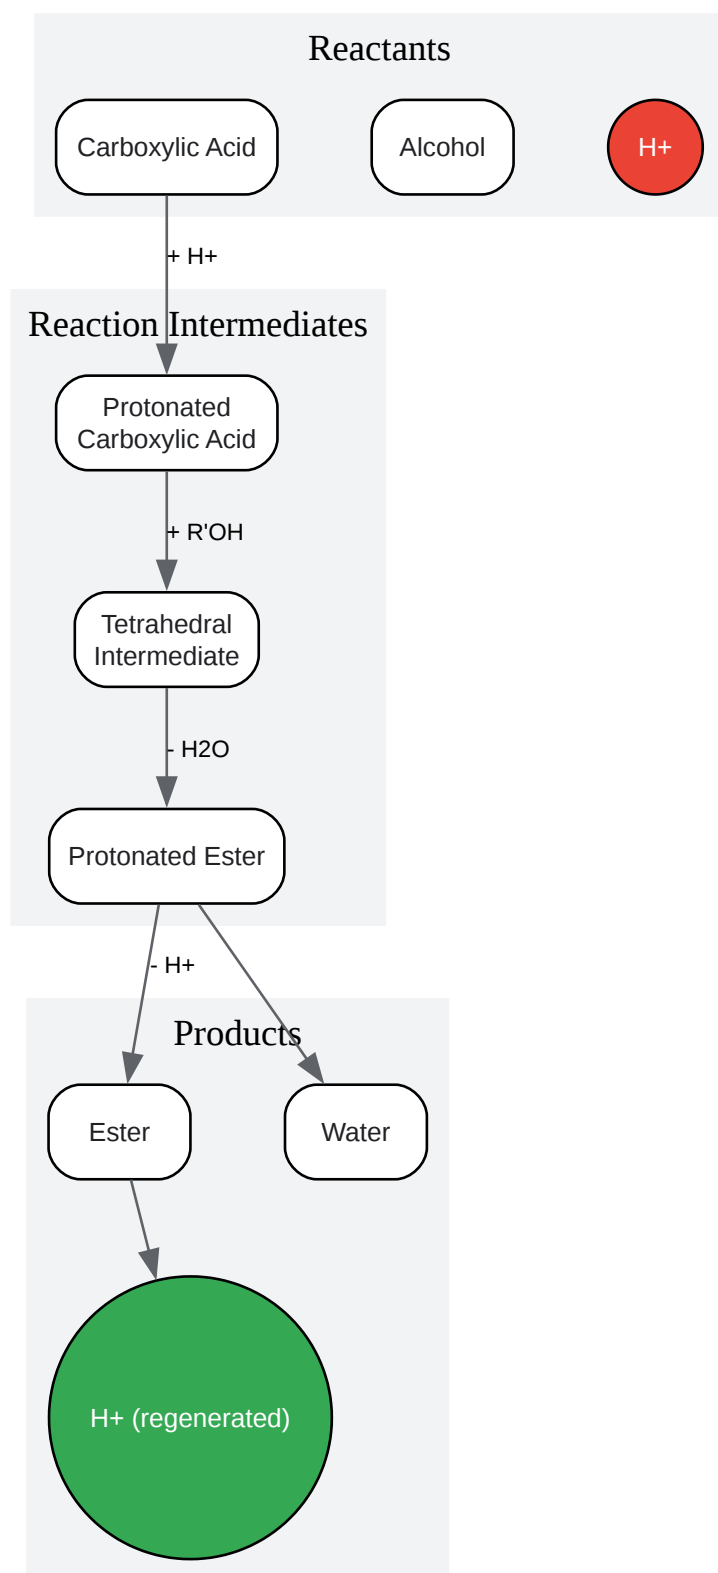 Reactants
Carboxylic Acid
Alcohol
H+
+ H+
Reaction Intermediates
Protonated
Carboxylic Acid
+ R'OH
Tetrahedral
Intermediate
- H2O
Protonated Ester
- H+
Products
Ester
Water
H+ (regenerated)